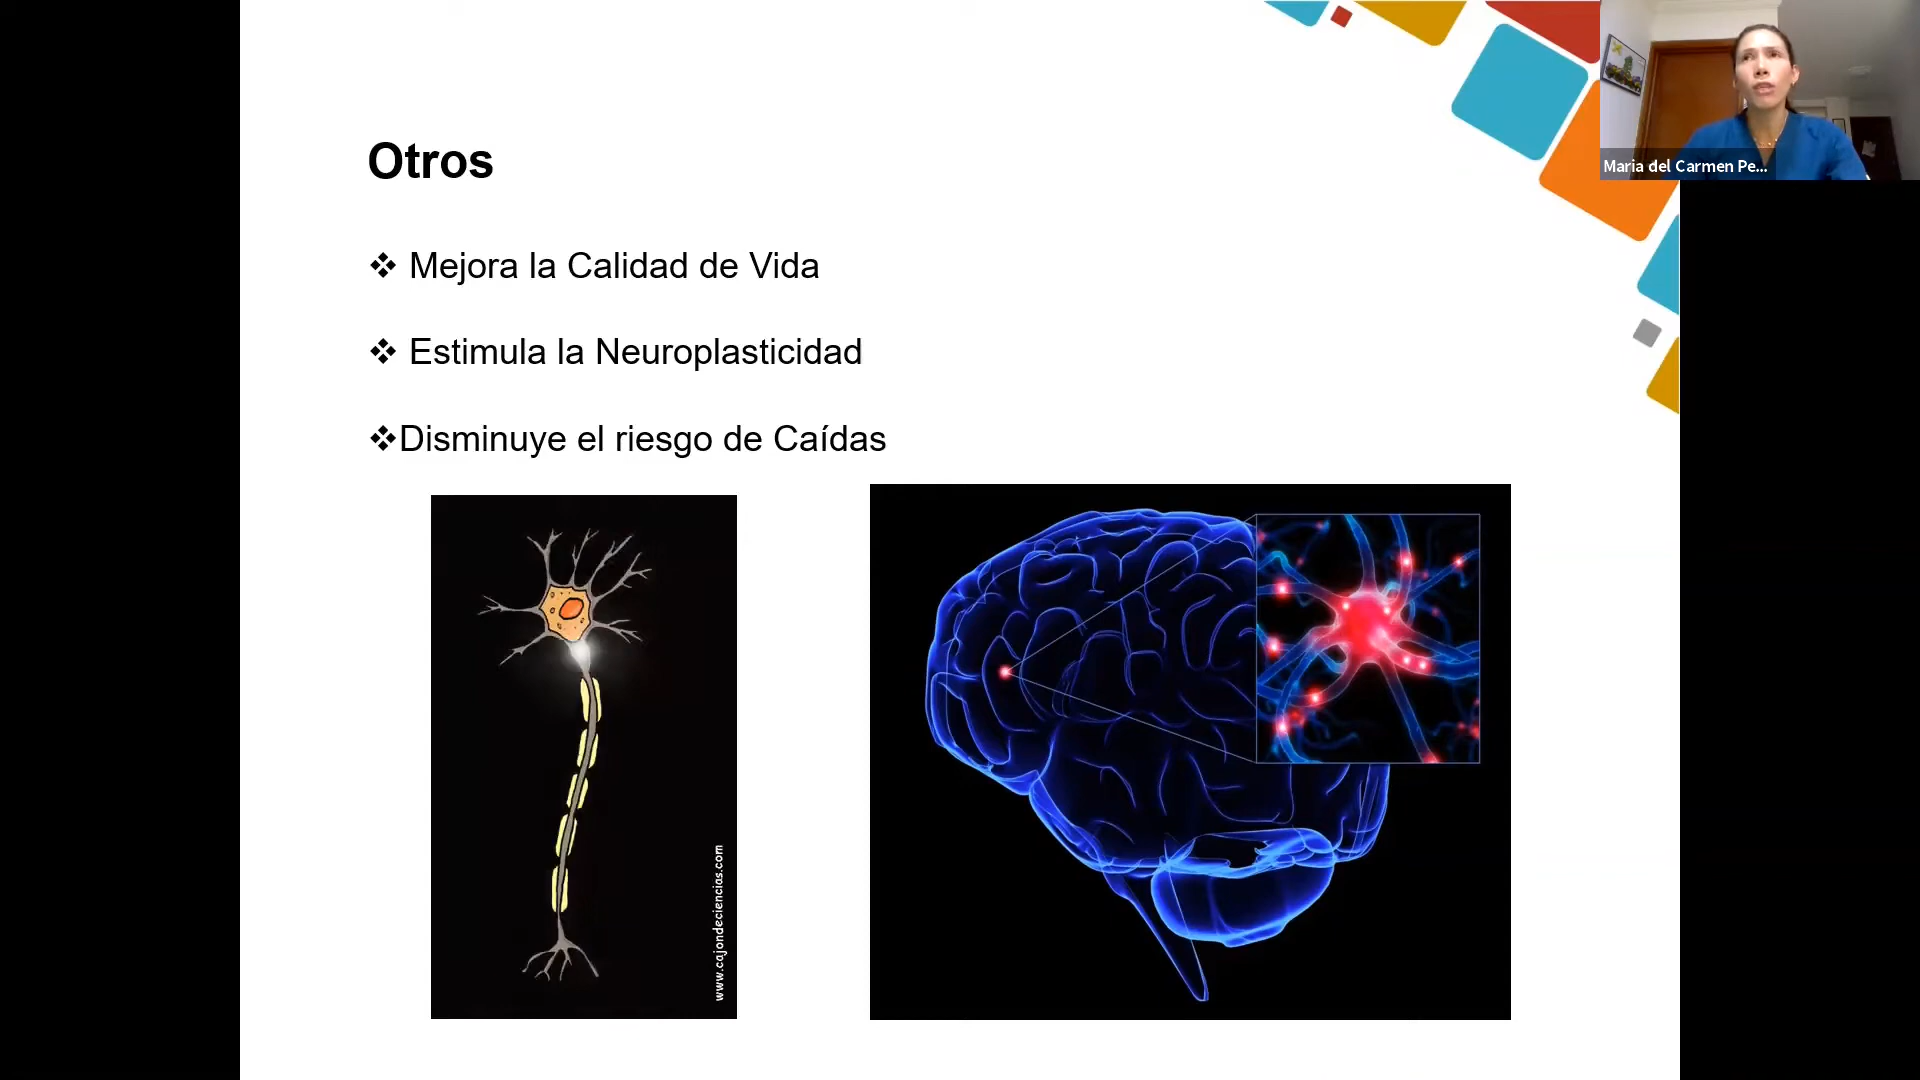 Otros
❖ Mejora la Calidad de Vida
❖ Estimula la Neuroplasticidad
❖Disminuye el riesgo de Caídas
www.cajondeciencias.com
Maria del Carmen Pe...